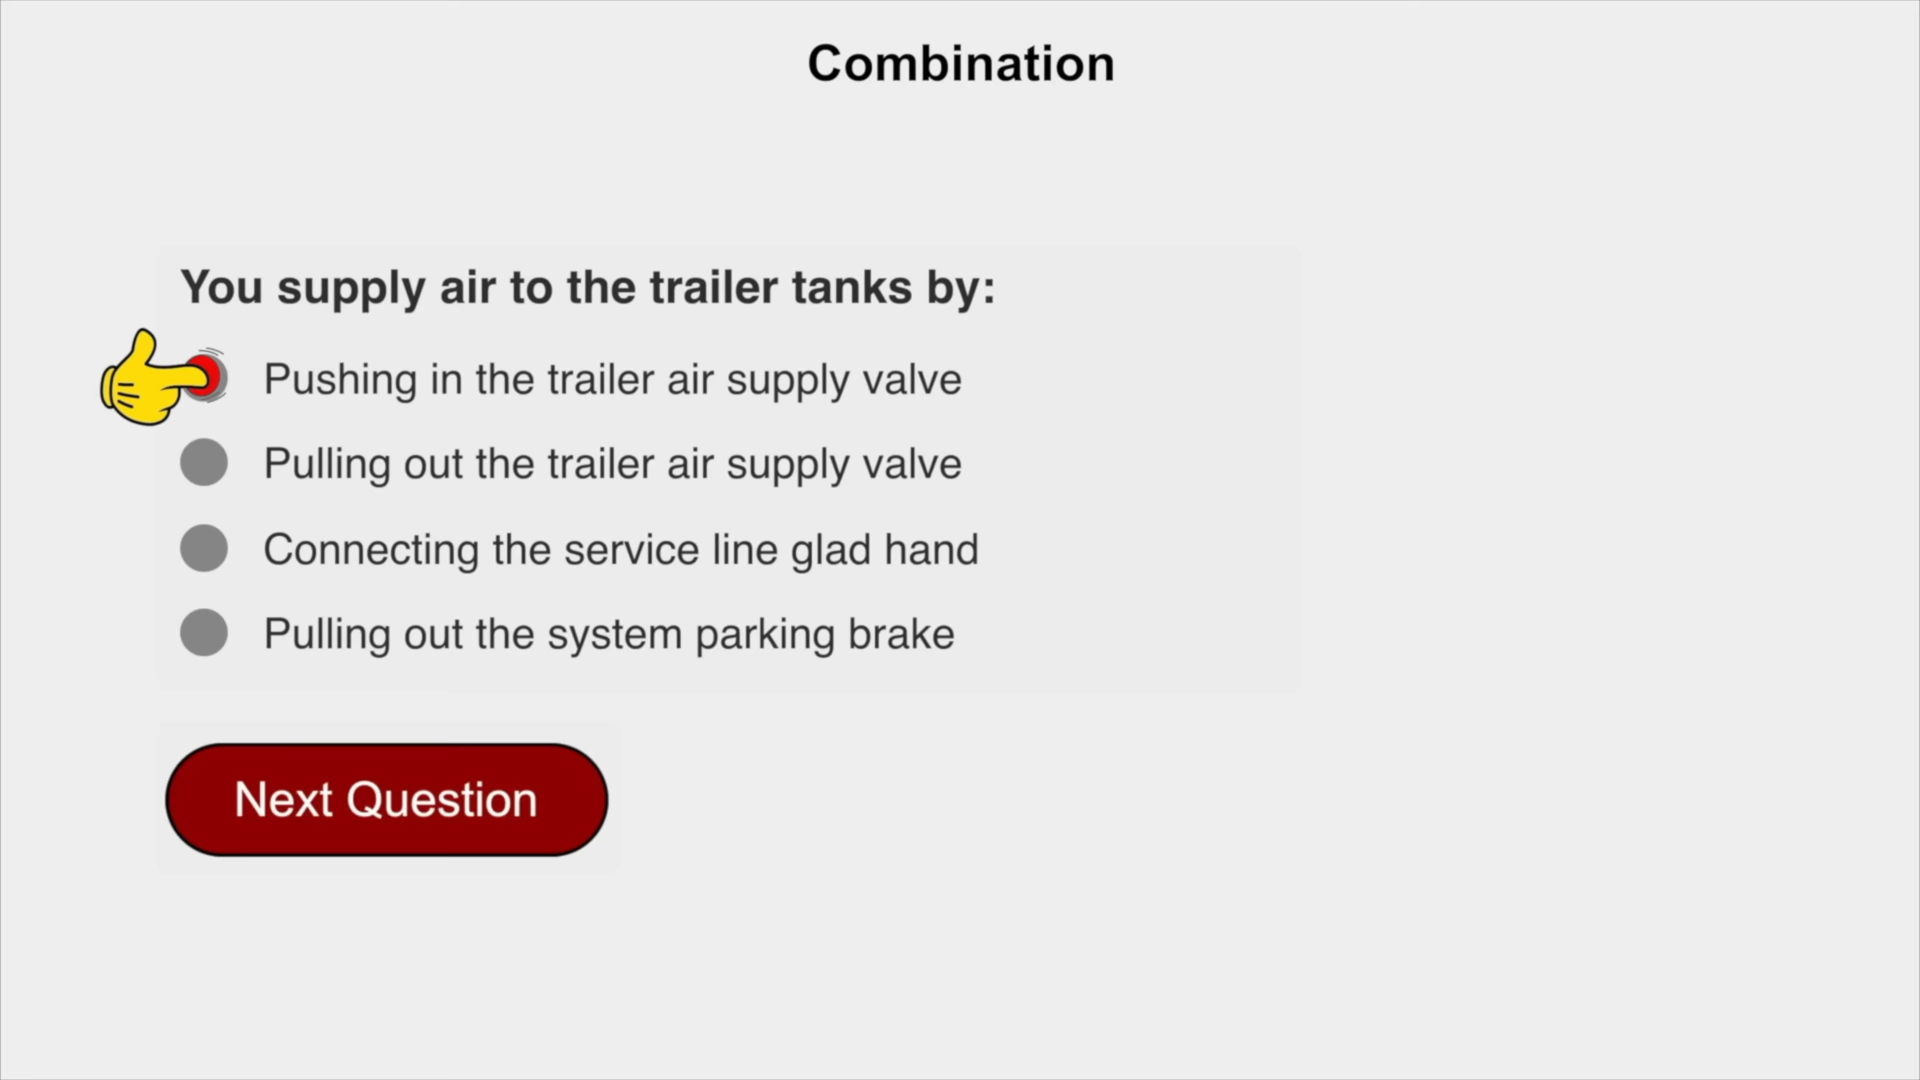 Combination
You supply air to the trailer tanks by:
Pushing in the trailer air supply valve
Pulling out the trailer air supply valve
Connecting the service line glad hand
Pulling out the system parking brake
Next Question